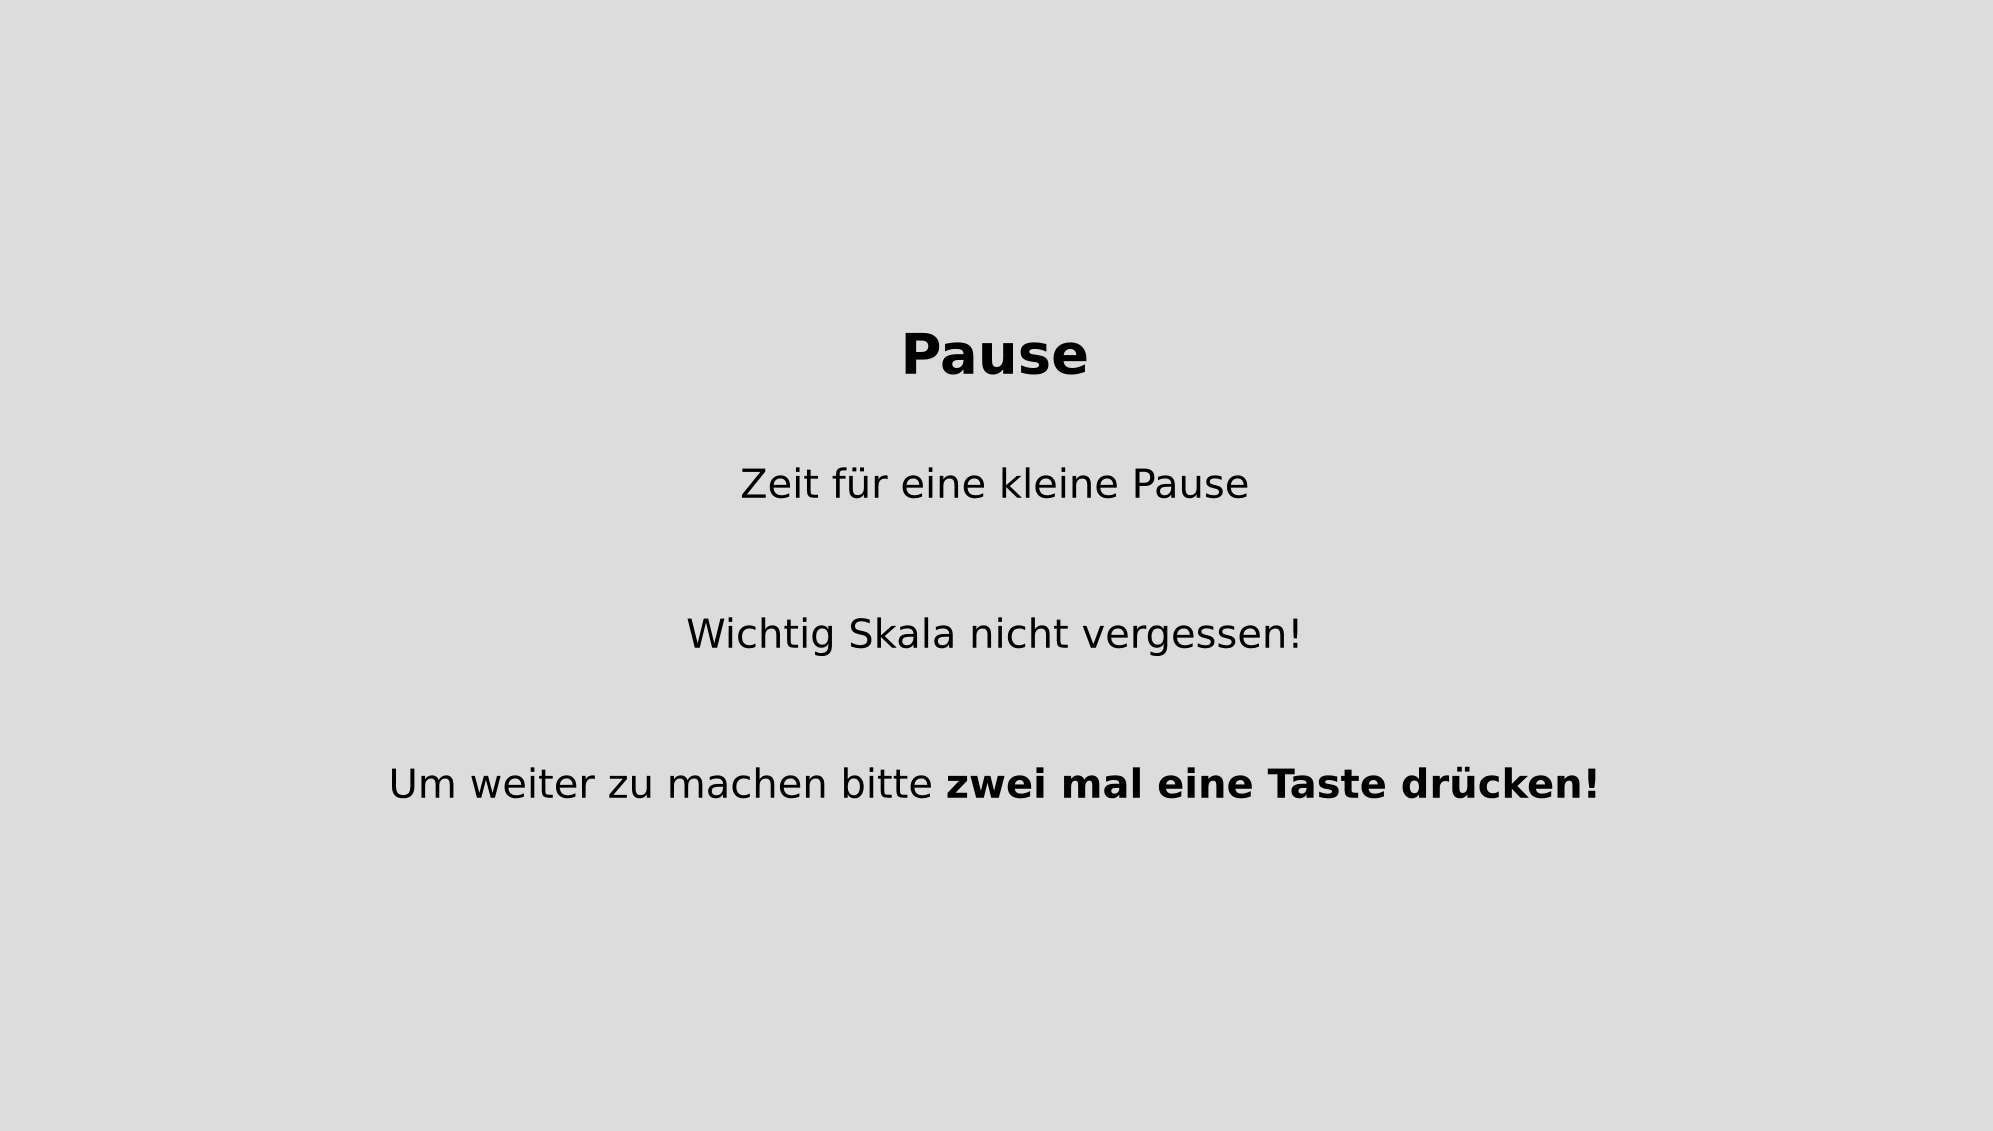 Pause
Zeit für eine kleine Pause
Wichtig Skala nicht vergessen!
Um weiter zu machen bitte zwei mal eine Taste drücken!